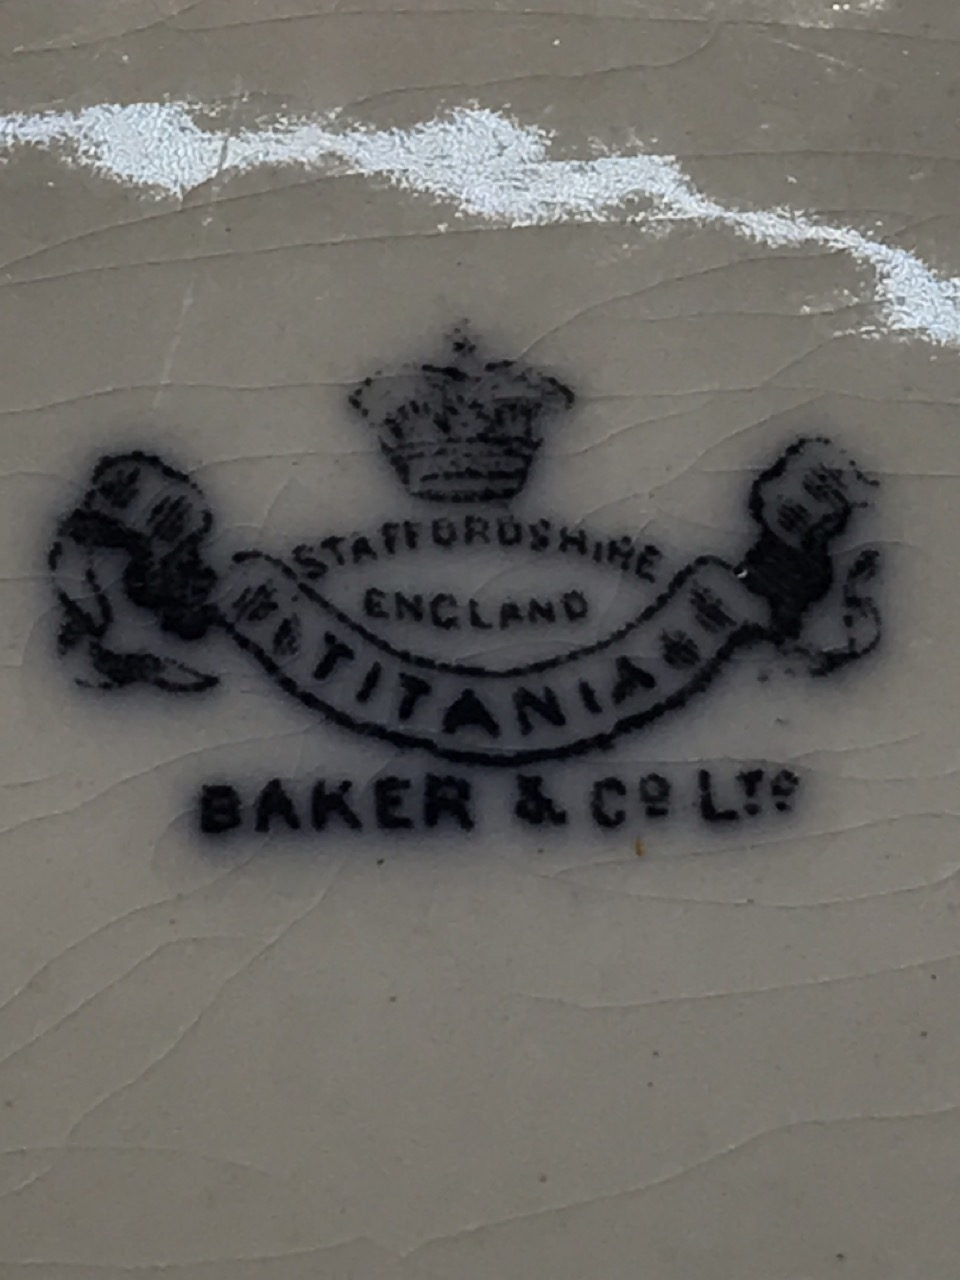 STAFFORDSHIRE
ENGLAND
TITANIA
BAKER & Co LTD